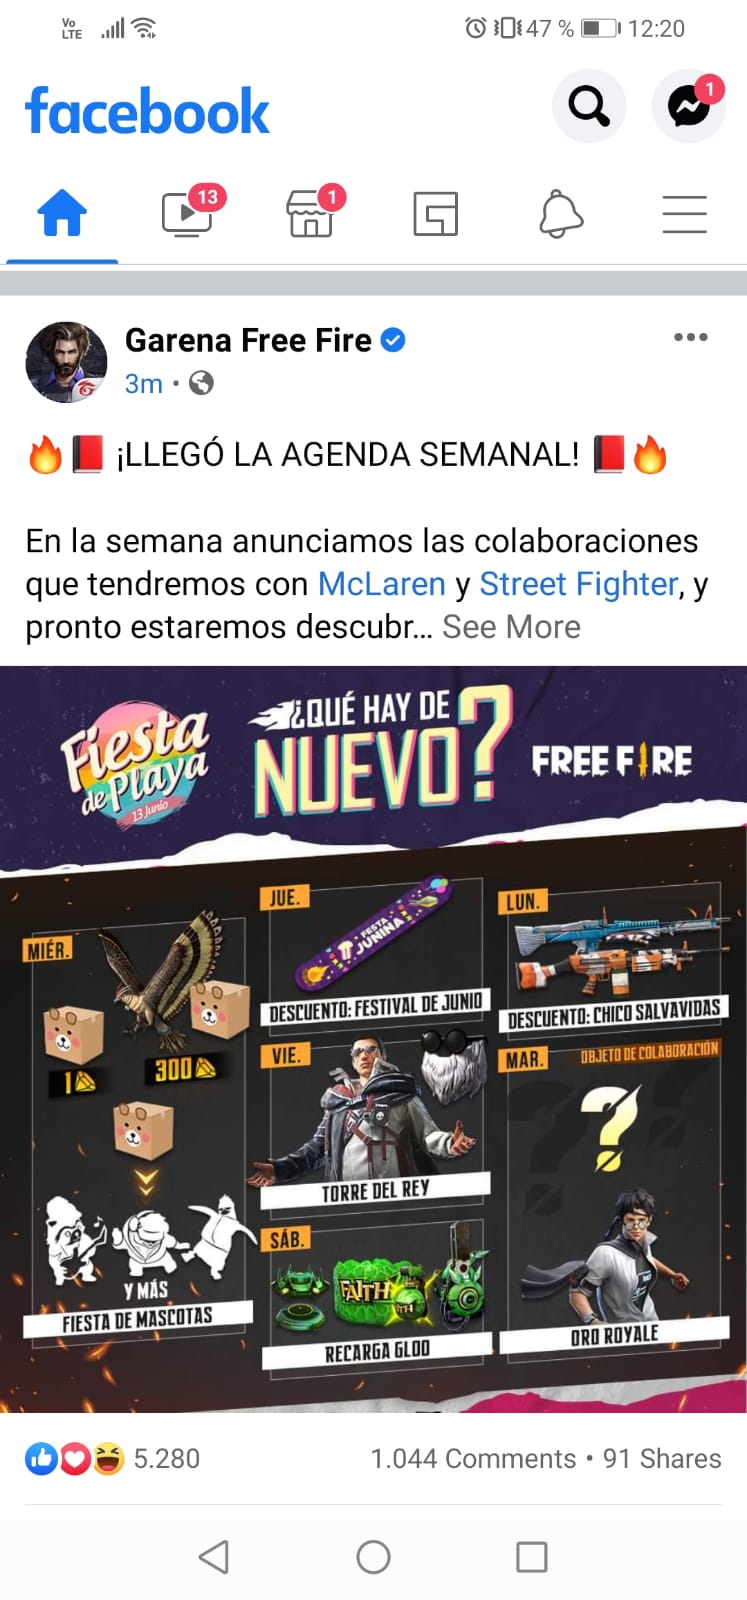 Vo
LTE
47 %
12:20
facebook
1
13
1
Garena Free Fire
3m
🔥📕 ¡LLEGÓ LA AGENDA SEMANAL! 📕🔥
En la semana anunciamos las colaboraciones
que tendremos con McLaren y Street Fighter, y
pronto estaremos descubr... See More
Fiesta
de Playa
13 Junio
¿QUÉ HAY DE
NUEVO?
FREE FIRE
MIÉR.
1
300
Y MÁS
FIESTA DE MASCOTAS
JUE.
FESTA
JUNINA
DESCUENTO: FESTIVAL DE JUNIO
VIE.
TORRE DEL REY
SÁB.
FAITH
TH
RECARGA GLOO
LUN.
DESCUENTO: CHICO SALVAVIDAS
MAR.
OBJETO DE COLABORACIÓN
?
ORO ROYALE
5.280
1.044 Comments • 91 Shares